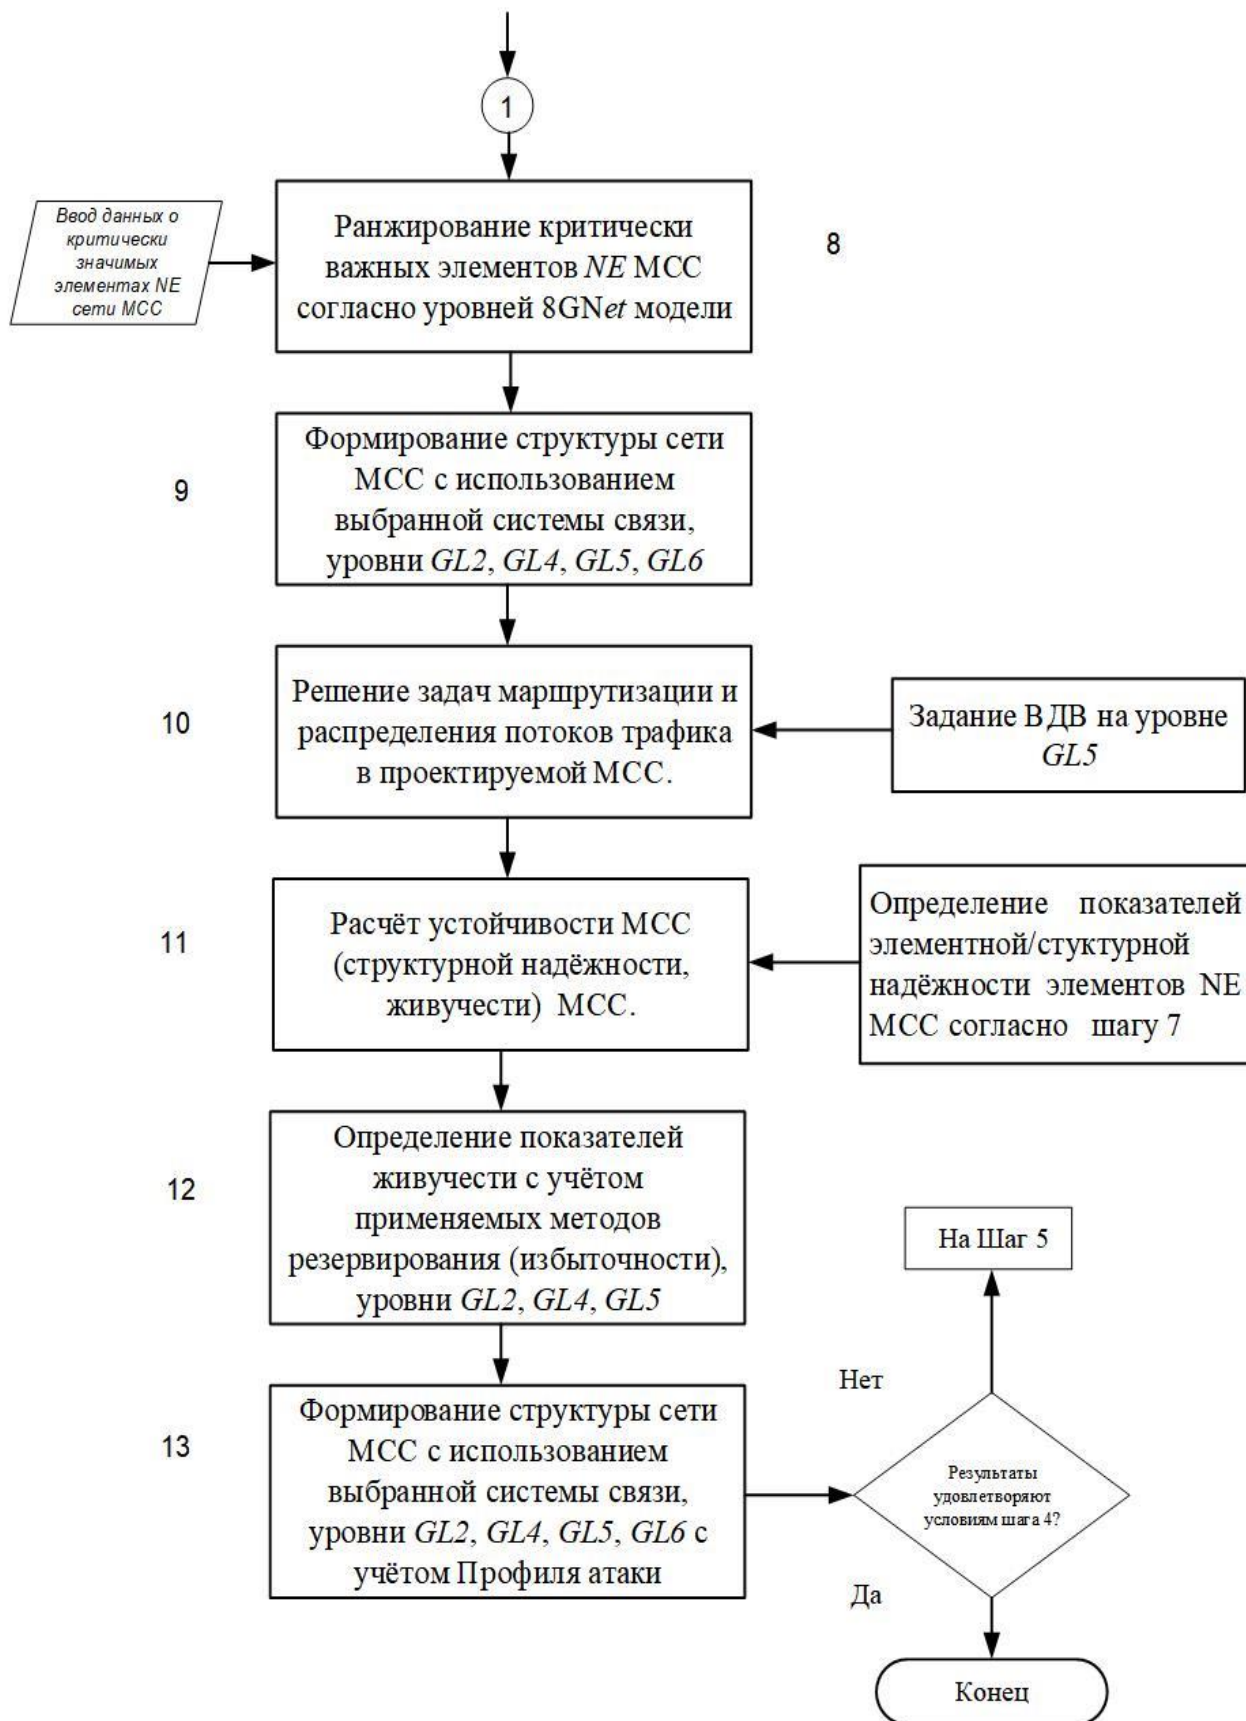 1
Ввод данных о
критически
значимых
элементах NE
сети МСС
Ранжирование критически
важных элементов NE МСС
согласно уровней 8GNet модели
8
9
Формирование структуры сети
МСС с использованием
выбранной системы связи,
уровни GL2, GL4, GL5, GL6
10
Решение задач маршрутизации и
распределения потоков трафика
в проектируемой МСС.
Задание ВДВ на уровне
GL5
11
Расчёт устойчивости МСС
(структурной надёжности,
живучести) МСС.
Определение показателей
элементной/стуктурной
надёжности элементов NE
МСС согласно шагу 7
12
Определение показателей
живучести с учётом
применяемых методов
резервирования (избыточности),
уровни GL2, GL4, GL5
На Шаг 5
13
Формирование структуры сети
МСС с использованием
выбранной системы связи,
уровни GL2, GL4, GL5, GL6 с
учётом Профиля атаки
Нет
Результаты
удовлетворяют
условиям шага 4?
Да
Конец